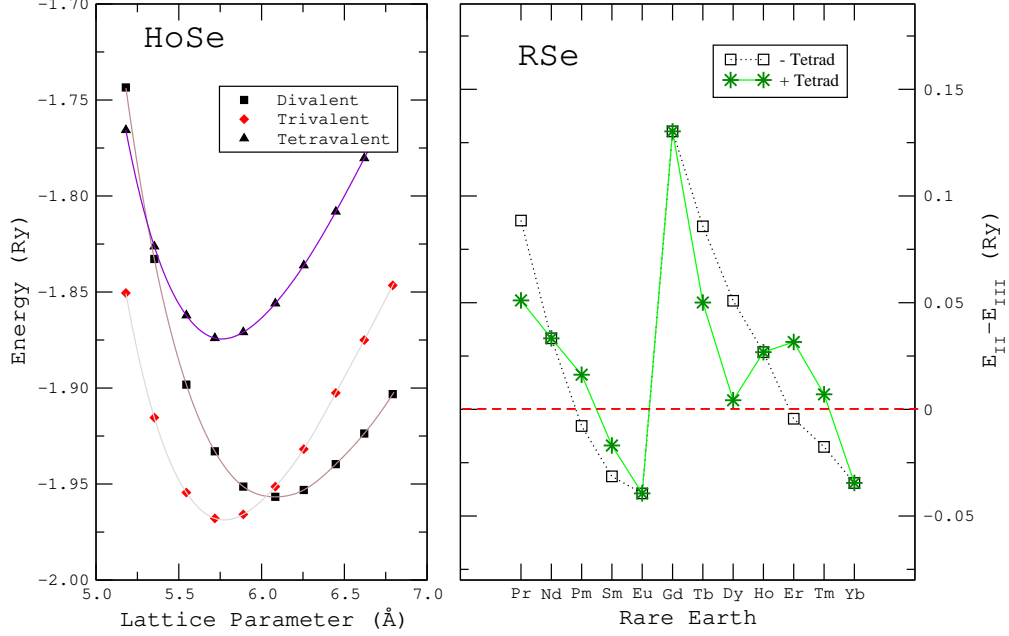 HoSe
Divalent
Trivalent
Tetravalent
Energy (Ry)
-1.70
-1.75
-1.80
-1.85
-1.90
-1.95
-2.00
5.0
5.5
6.0
6.5
7.0
Lattice Parameter (Å)
RSe
- Tetrad
+ Tetrad
0.15
0.1
0.05
0
-0.05
E_II-E_III (Ry)
Pr Nd Pm Sm Eu Gd Tb Dy Ho Er Tm Yb
Rare Earth